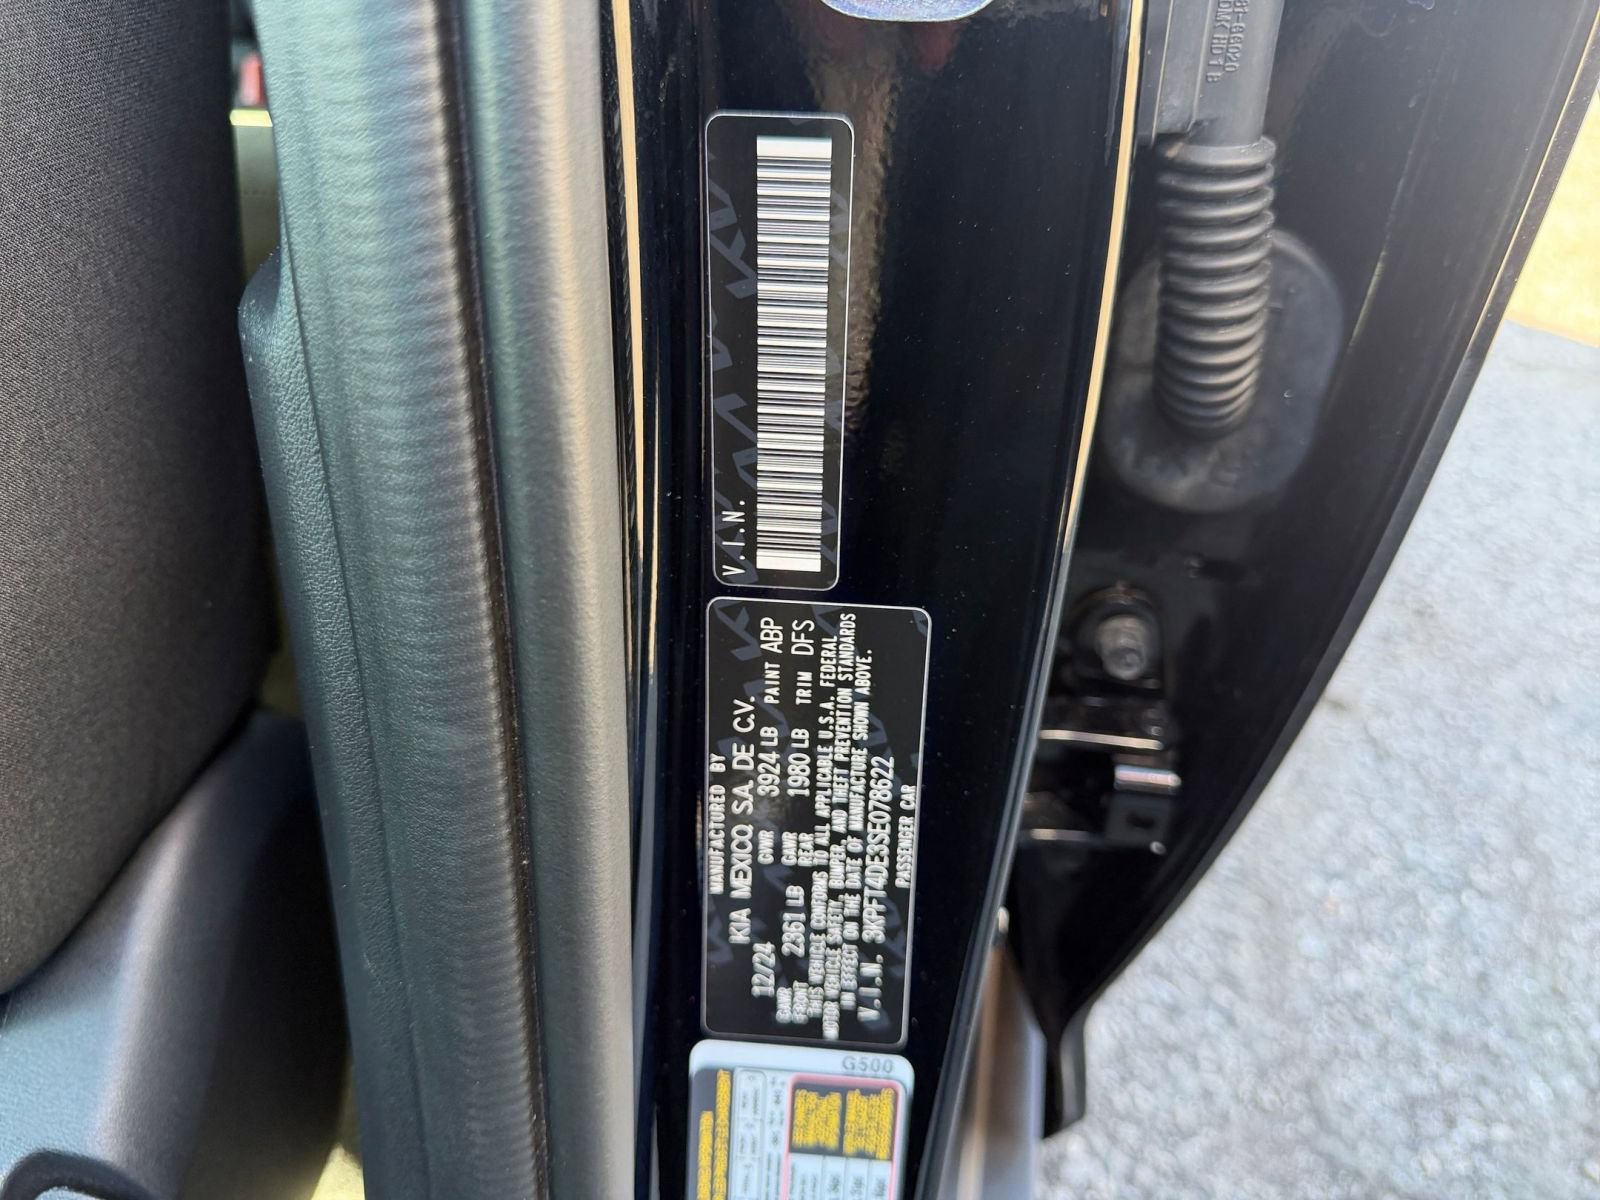 V.I.N.
MANUFACTURED BY
KIA MEXICO, S.A. DE C.V.
12/24 GVWR 3924 LB PAINT ABP
GAWR FRONT 2361 LB GAWR REAR 1980 LB TRIM DFS
THIS VEHICLE CONFORMS TO ALL APPLICABLE U.S.A. FEDERAL
MOTOR VEHICLE SAFETY, BUMPER, AND THEFT PREVENTION STANDARDS
IN EFFECT ON THE DATE OF MANUFACTURE SHOWN ABOVE.
V.I.N. 3KPFT4DE3SE078622
PASSENGER CAR
G500